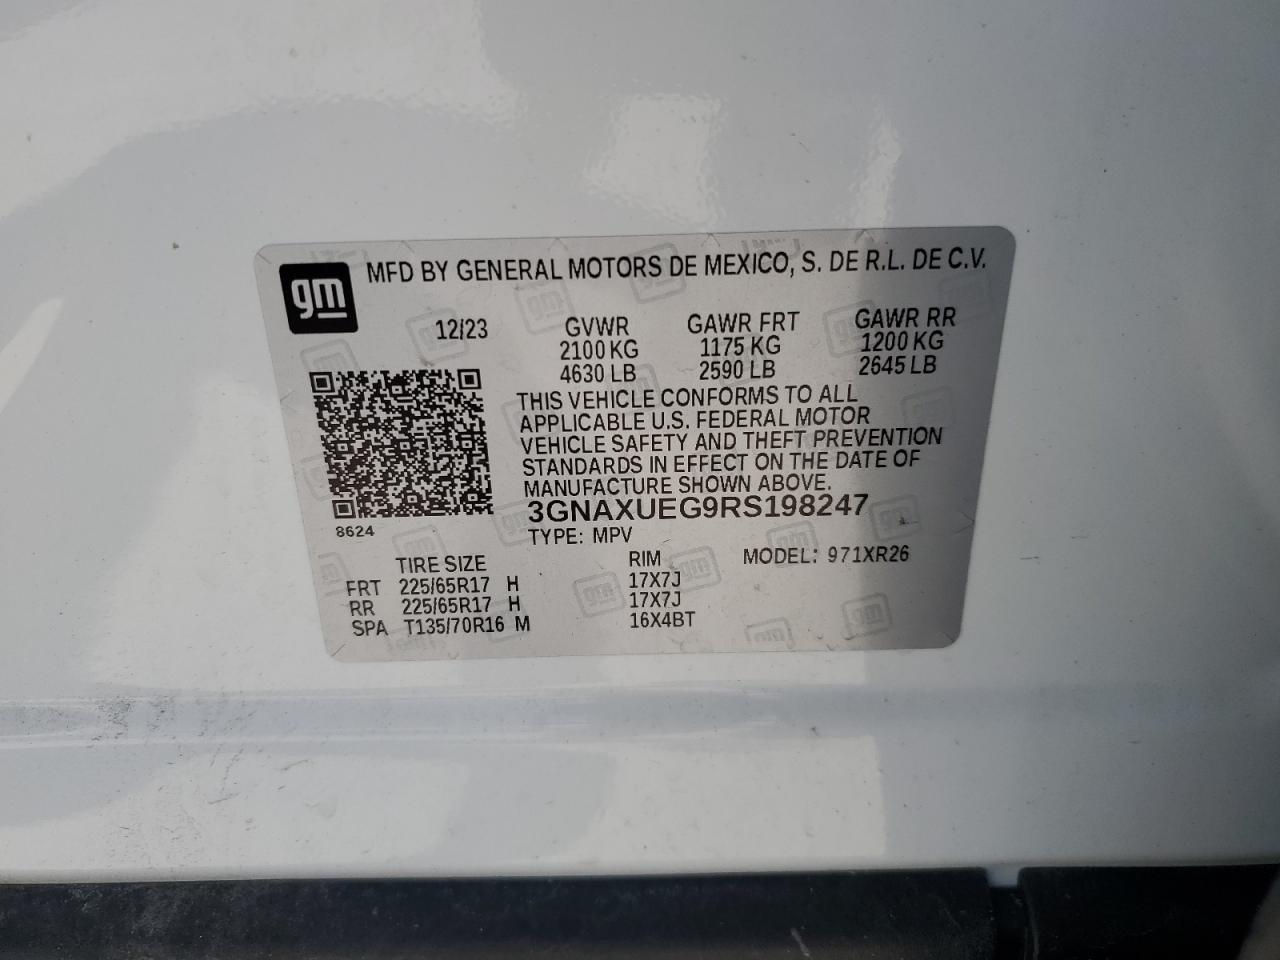 gm
MFD BY GENERAL MOTORS DE MEXICO, S. DE R.L. DE C.V.
12/23 GVWR GAWR FRT GAWR RR
2100 KG 1175 KG 1200 KG
4630 LB 2590 LB 2645 LB
THIS VEHICLE CONFORMS TO ALL
APPLICABLE U.S. FEDERAL MOTOR
VEHICLE SAFETY AND THEFT PREVENTION
STANDARDS IN EFFECT ON THE DATE OF
MANUFACTURE SHOWN ABOVE.
3GNAXUEG9RS198247
8624
TYPE: MPV
TIRE SIZE RIM MODEL: 971XR26
FRT 225/65R17 H 17X7J
RR 225/65R17 H 17X7J
SPA T135/70R16 M 16X4BT